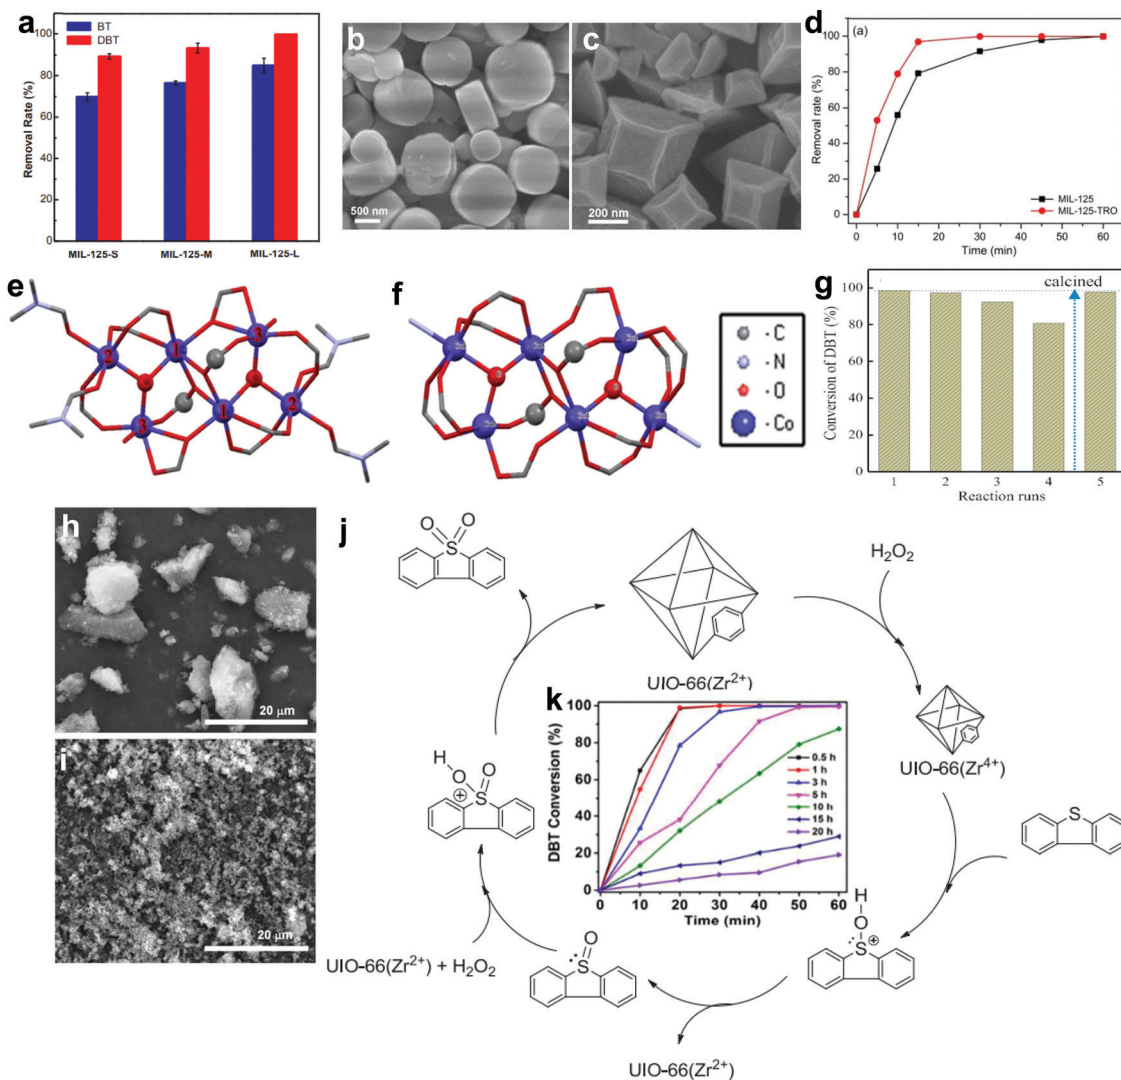 a
BT
DBT
Removal Rate (%)
100
80
60
40
20
0
MIL-125-S
MIL-125-M
MIL-125-L
b
500 nm
c
200 nm
d
(a)
Removal rate (%)
100
80
60
40
20
0
MIL-125
MIL-125-TRO
0
10
20
30
40
50
60
Time (min)
e
2
1
3
3
1
2
f
·C
·N
·O
·Co
g
calcined
Conversion of DBT (%)
100
80
60
40
20
0
1
2
3
4
5
Reaction runs
h
20 μm
i
20 μm
j
O
O
S
H2O2
UIO-66(Zr2+)
UIO-66(Zr4+)
S
H
O
S
⊕
UIO-66(Zr2+)
O
S
UIO-66(Zr2+) + H2O2
H
O
O
S
⊕
k
DBT Conversion (%)
100
80
60
40
20
0
0.5 h
1 h
3 h
5 h
10 h
15 h
20 h
0
10
20
30
40
50
60
Time (min)